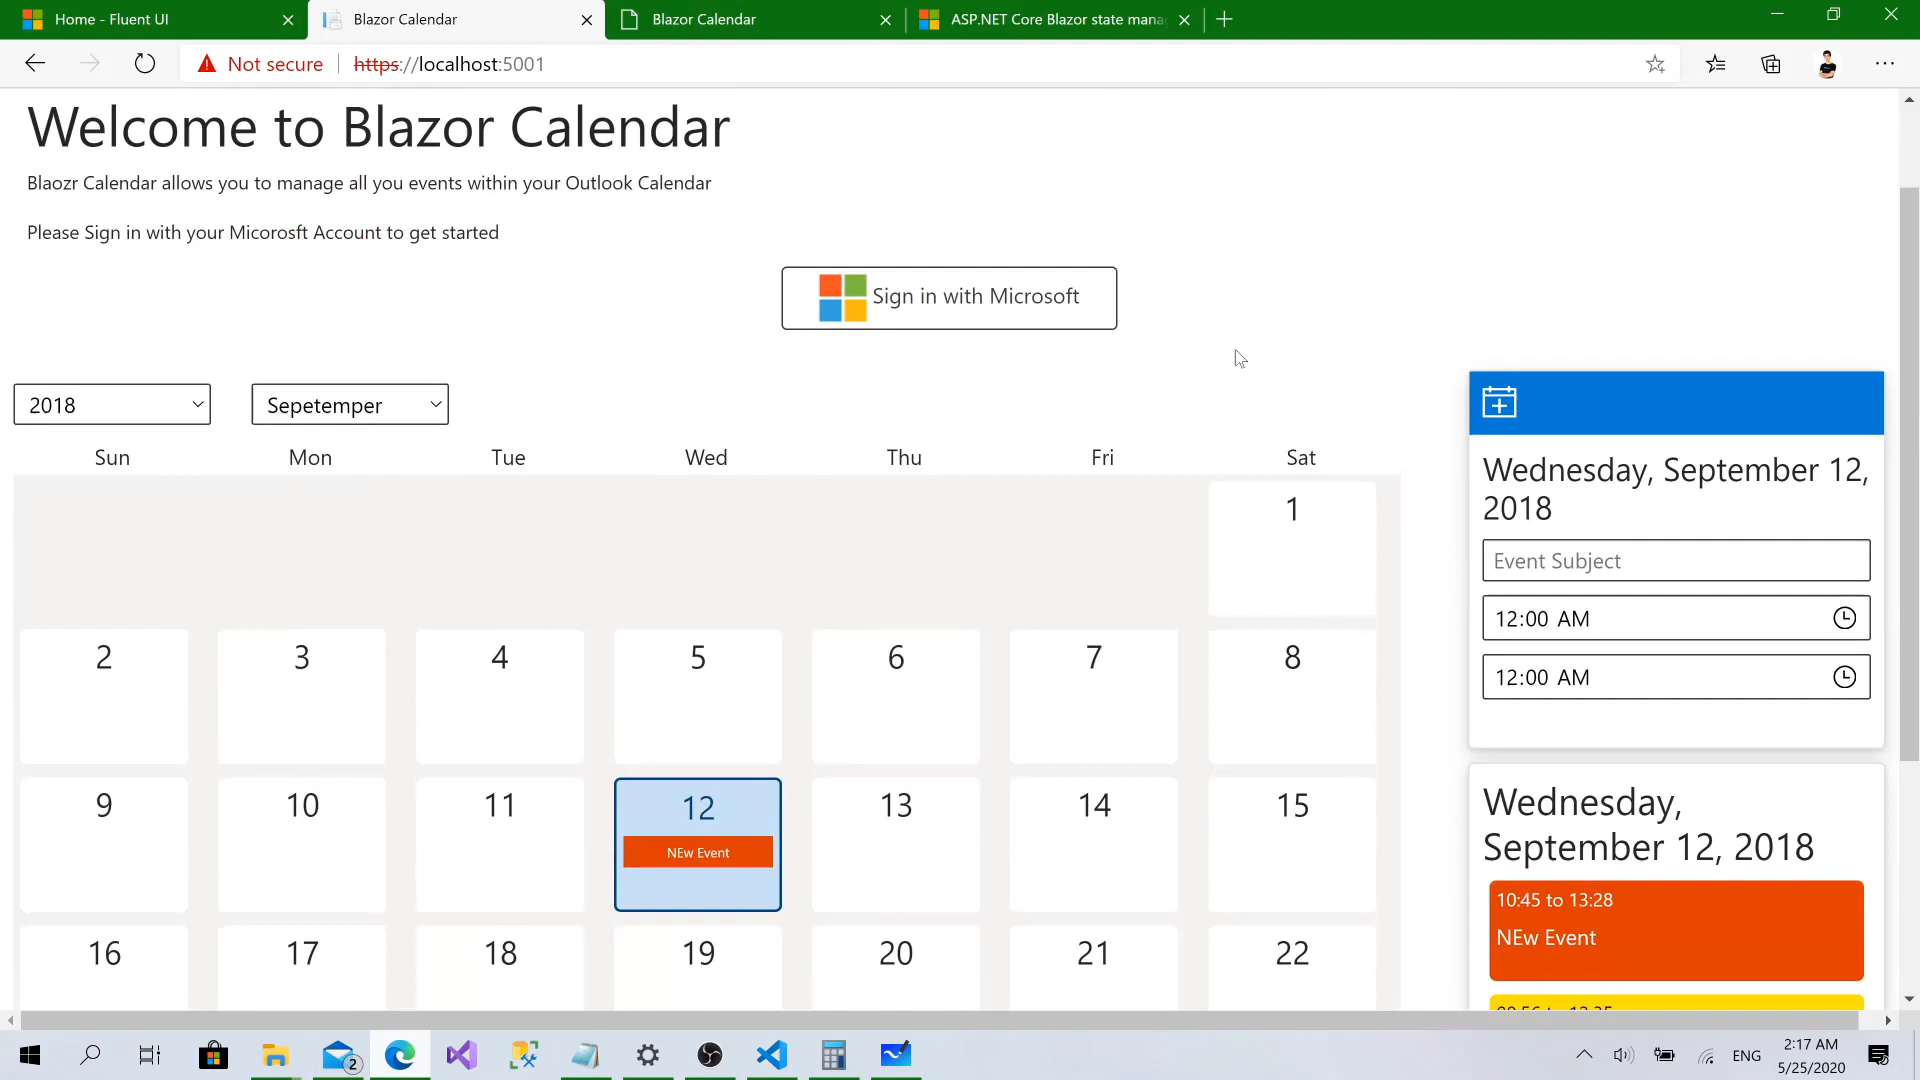 Home - Fluent UI
Blazor Calendar
Blazor Calendar
ASP.NET Core Blazor state mana
Not secure
https://localhost:5001
Welcome to Blazor Calendar
Blaozr Calendar allows you to manage all you events within your Outlook Calendar
Please Sign in with your Micorosft Account to get started
Sign in with Microsoft
2018
Sepetemper
Sun Mon Tue Wed Thu Fri Sat
1
2 3 4 5 6 7 8
9 10 11 12 13 14 15
NEw Event
16 17 18 19 20 21 22
Wednesday, September 12,
2018
Event Subject
12:00 AM
12:00 AM
Wednesday,
September 12, 2018
10:45 to 13:28
NEw Event
2
ENG
2:17 AM
5/25/2020